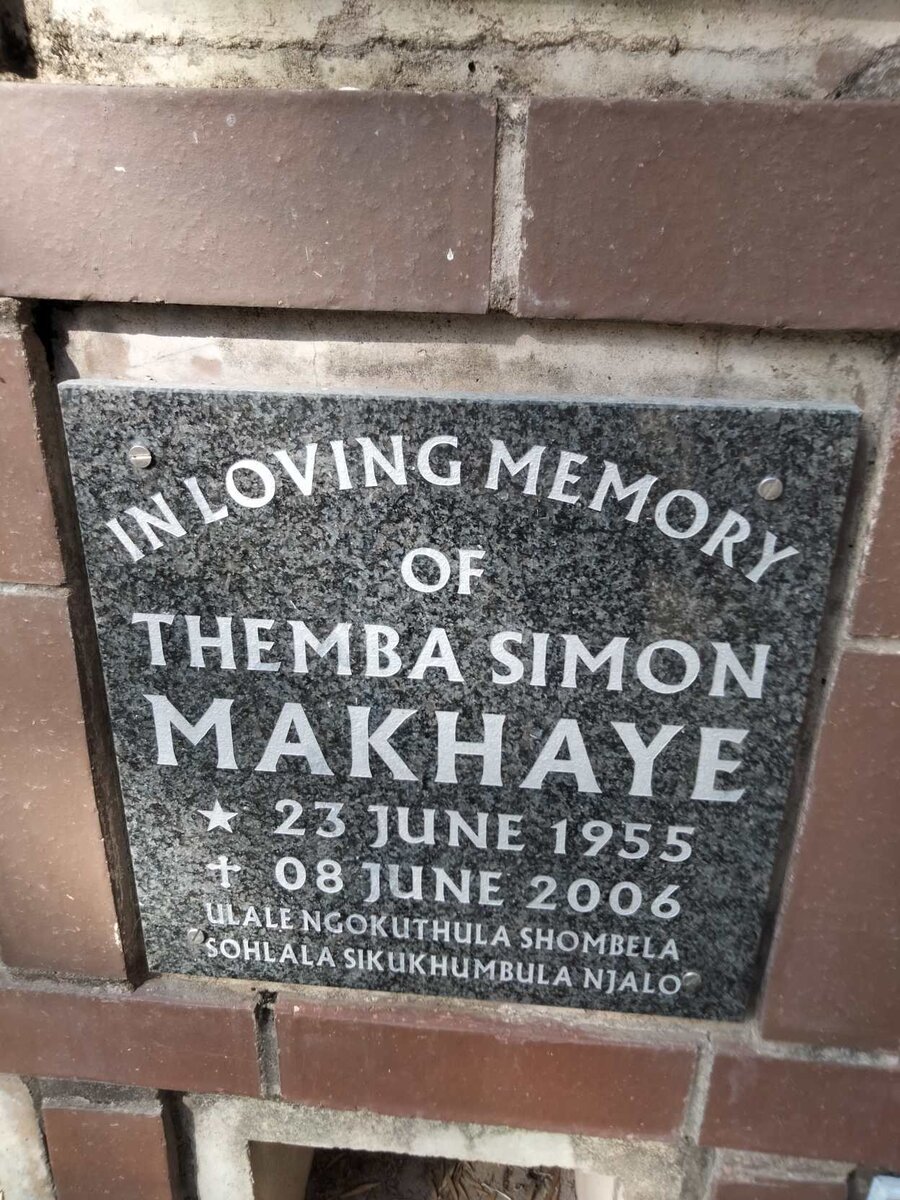 IN LOVING MEMORY
OF
THEMBA SIMON
MAKHAYE
★ 23 JUNE 1955
✝ 08 JUNE 2006
ULALE NGOKUTHULA SHOMBELA
SOHLALA SIKUKHUMBULA NJALO